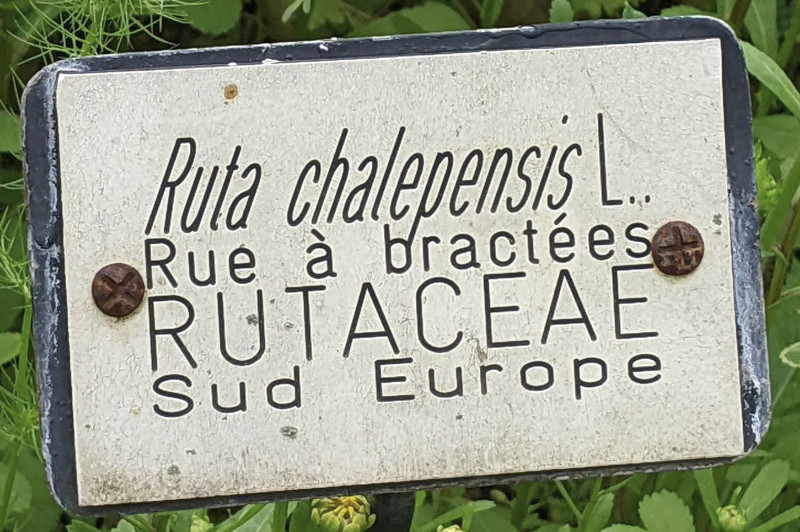 Ruta chalepensis L..
Rue à bractées
RUTACEAE
Sud Europe